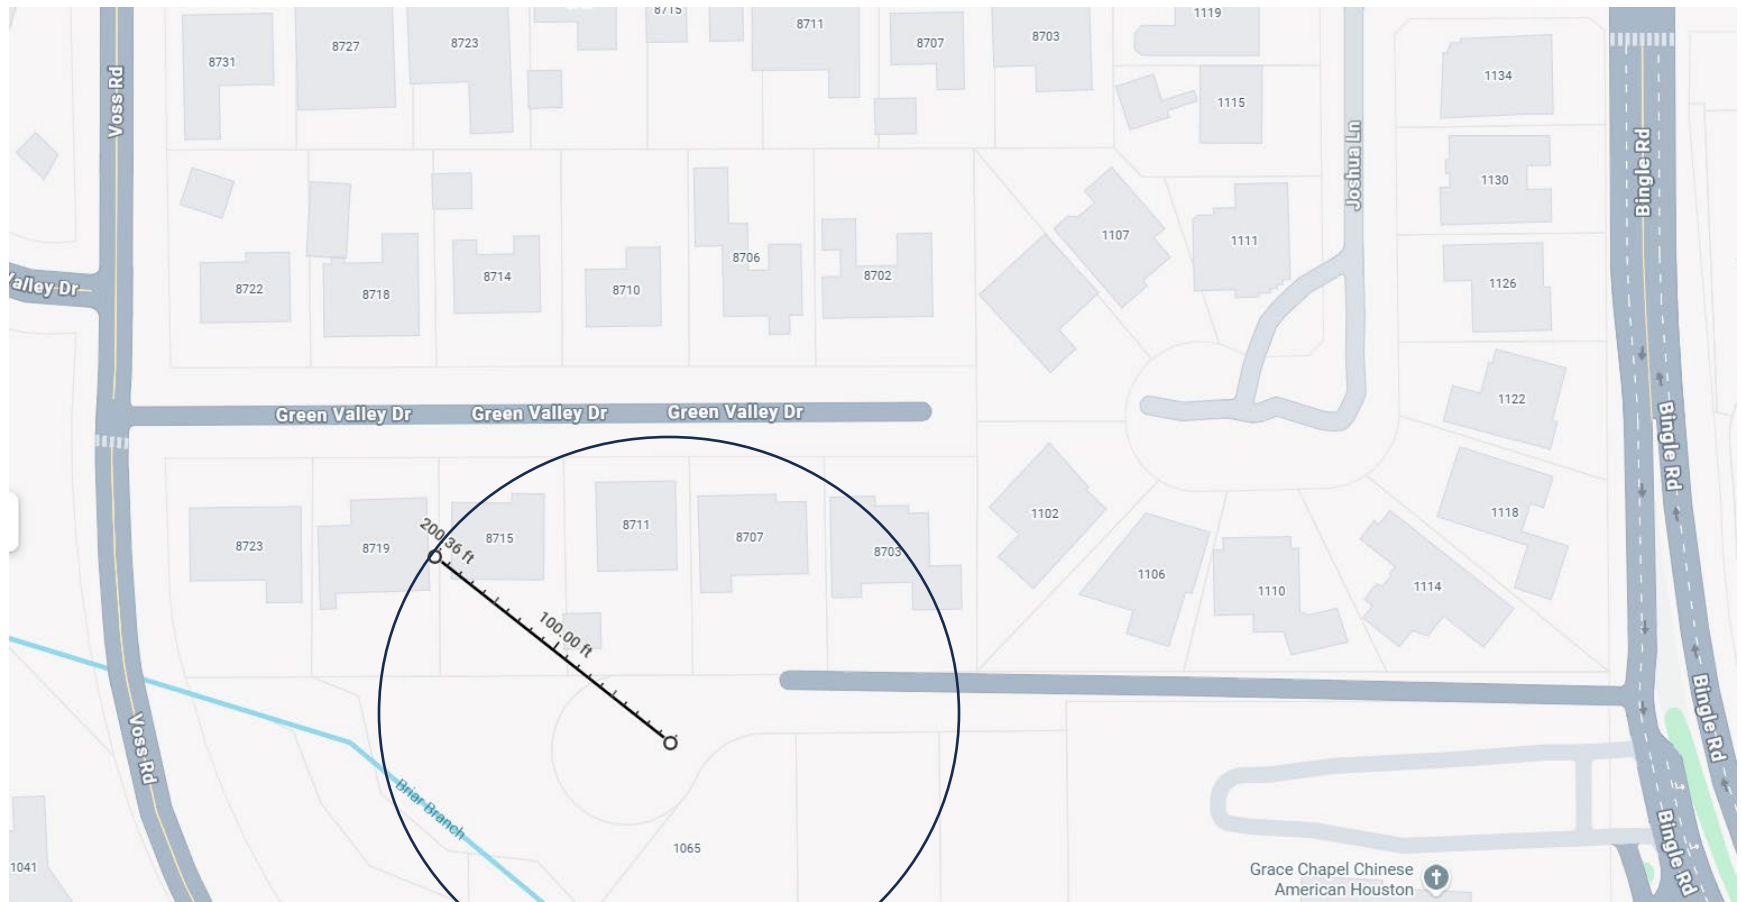 8715
8711
1119
8731
8727
8723
8707
8703
1134
Voss Rd
1115
Joshua Ln
Bingle Rd
1130
1107
1111
8706
8702
8722
8718
8714
8710
1126
Valley Dr
1122
Green Valley Dr
Green Valley Dr
Green Valley Dr
Bingle Rd
8723
8719
200.36 ft
8715
8711
8707
8703
1102
1118
1106
1110
1114
100.00 ft
Voss Rd
Bingle Rd
Briar Branch
1065
1041
Bingle Rd
Grace Chapel Chinese
American Houston